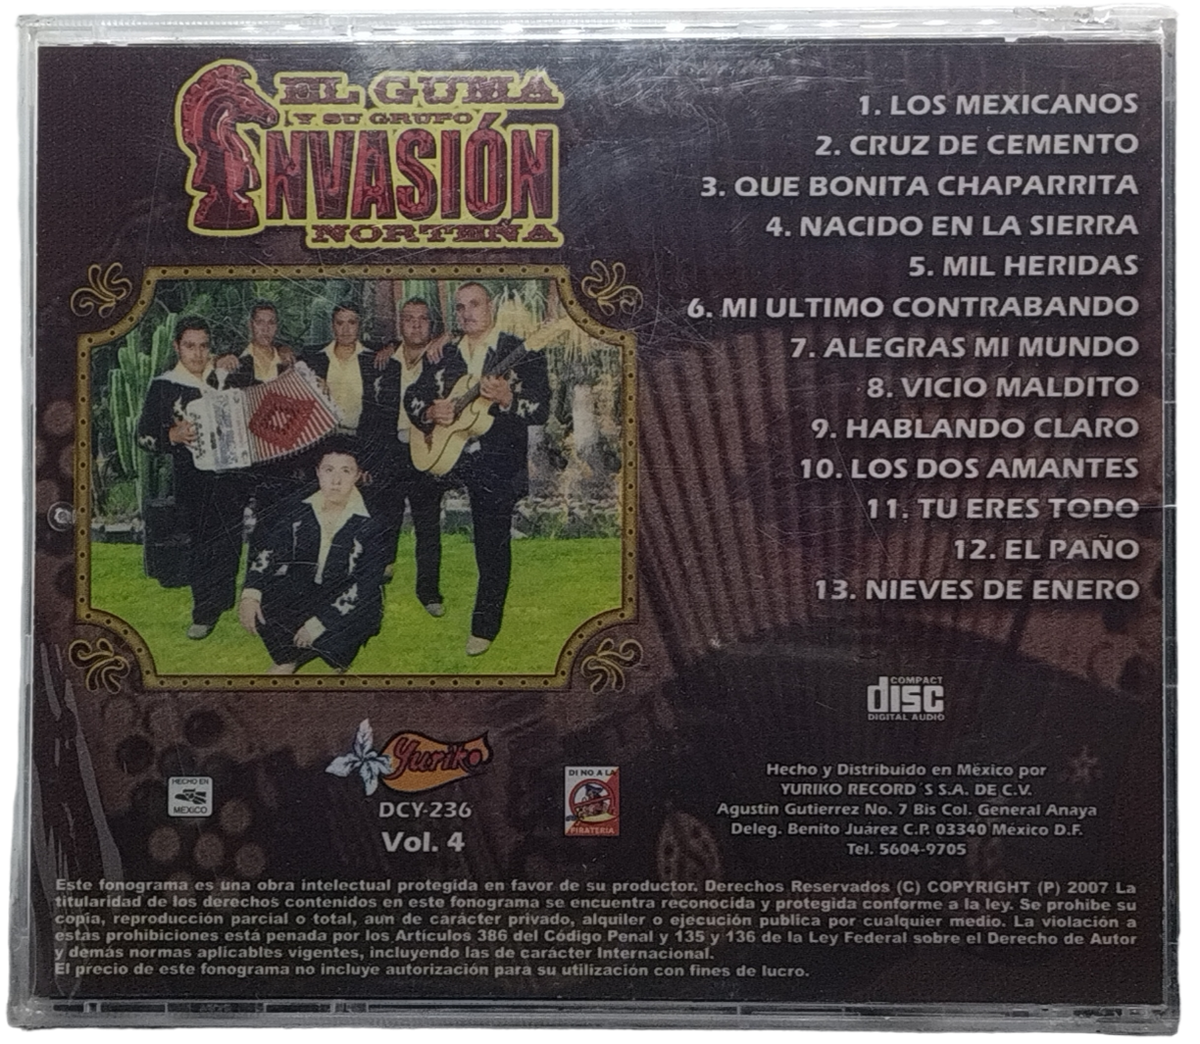 EL GUMA
Y SU GRUPO
INVASIÓN
NORTEÑA
1. LOS MEXICANOS
2. CRUZ DE CEMENTO
3. QUE BONITA CHAPARRITA
4. NACIDO EN LA SIERRA
5. MIL HERIDAS
6. MI ULTIMO CONTRABANDO
7. ALEGRAS MI MUNDO
8. VICIO MALDITO
9. HABLANDO CLARO
10. LOS DOS AMANTES
11. TU ERES TODO
12. EL PAÑO
13. NIEVES DE ENERO
COMPACT
disc
DIGITAL AUDIO
Yuriko
DCY-236
Vol. 4
HECHO EN
MEXICO
DI NO A LA
PIRATERIA
Hecho y Distribuido en México por
YURIKO RECORD´S S.A. DE C.V.
Agustín Gutierrez No. 7 Bis Col. General Anaya
Deleg. Benito Juárez C.P. 03340 México D.F.
Tel. 5604-9705
Este fonograma es una obra intelectual protegida en favor de su productor. Derechos Reservados (C) COPYRIGHT (P) 2007 La
titularidad de los derechos contenidos en este fonograma se encuentra reconocida y protegida conforme a la ley. Se prohibe su
copia, reproducción parcial o total, aun de carácter privado, alquiler o ejecución publica por cualquier medio. La violación a
estas prohibiciones está penada por los Artículos 386 del Código Penal y 135 y 136 de la Ley Federal sobre el Derecho de Autor
y demás normas aplicables vigentes, incluyendo las de carácter Internacional.
El precio de este fonograma no incluye autorización para su utilización con fines de lucro.